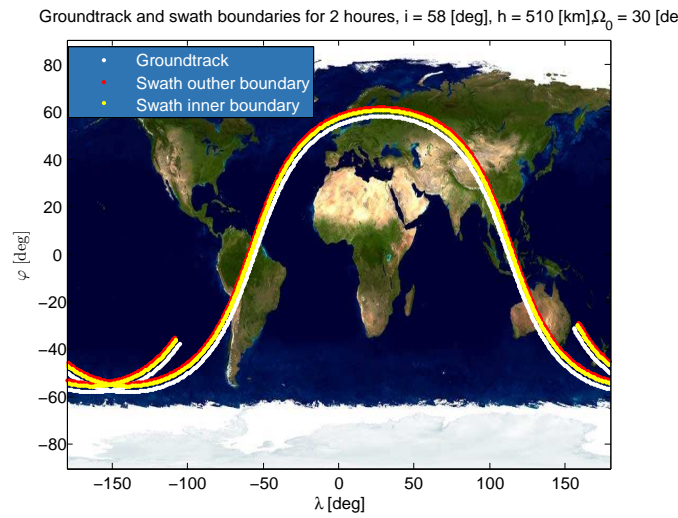 Groundtrack and swath boundaries for 2 houres, i = 58 [deg], h = 510 [km],Ω0 = 30 [de
Groundtrack
Swath outher boundary
Swath inner boundary
80
60
40
20
0
−20
−40
−60
−80
φ [deg]
−150 −100 −50 0 50 100 150
λ [deg]